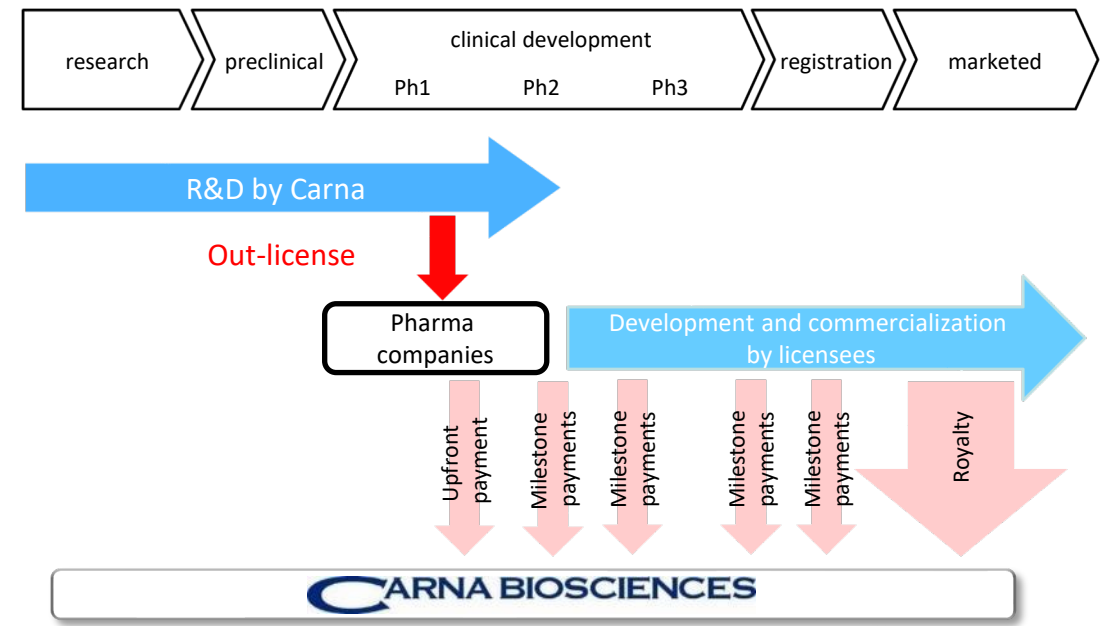 clinical development
research
preclinical
registration
marketed
Ph1
Ph2
Ph3
R&D by Carna
Out-license
Pharma
companies
Development and commercialization
by licensees
Upfront
payment
Milestone
payments
Milestone
payments
Milestone
payments
Milestone
payments
Royalty
CARNA BIOSCIENCES